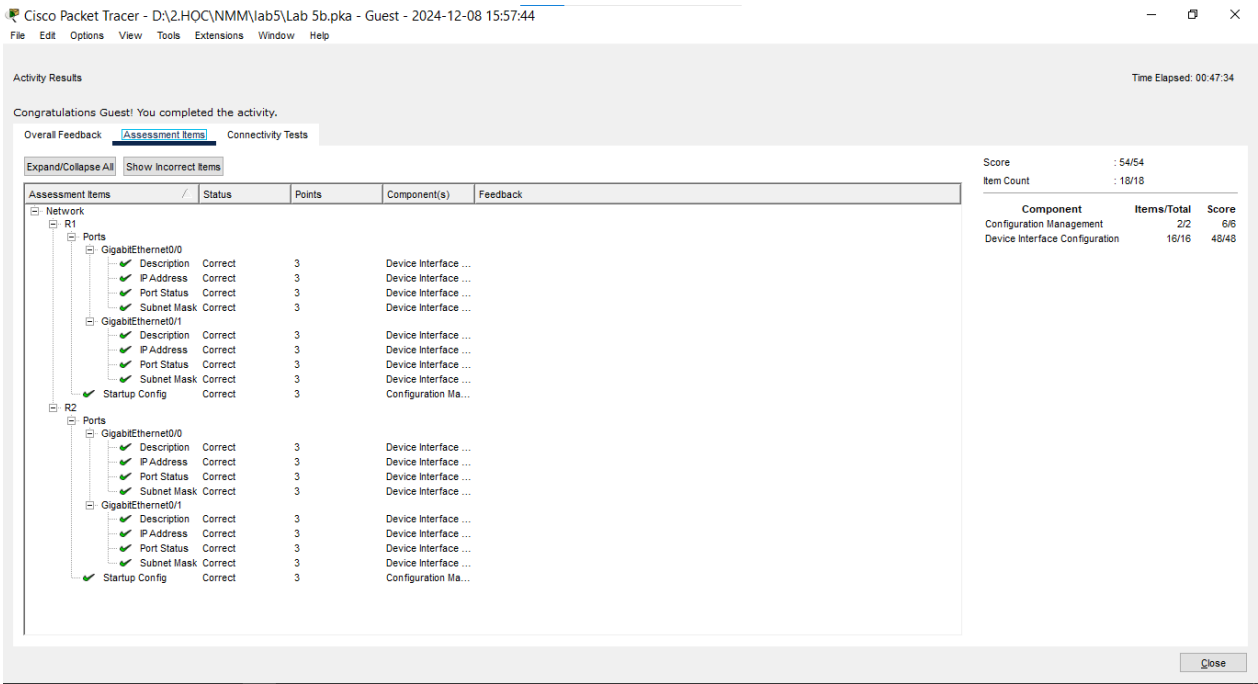 Cisco Packet Tracer - D:\2.HOC\NMM\lab5\Lab 5b.pka - Guest - 2024-12-08 15:57:44
File Edit Options View Tools Extensions Window Help
Activity Results
Time Elapsed: 00:47:34
Congratulations Guest! You completed the activity.
Overall Feedback Assessment Items Connectivity Tests
Expand/Collapse All Show Incorrect Items
Assessment Items Status Points Component(s) Feedback
Network
R1
Ports
GigabitEthernet0/0
Description Correct 3 Device Interface ...
IP Address Correct 3 Device Interface ...
Port Status Correct 3 Device Interface ...
Subnet Mask Correct 3 Device Interface ...
GigabitEthernet0/1
Description Correct 3 Device Interface ...
IP Address Correct 3 Device Interface ...
Port Status Correct 3 Device Interface ...
Subnet Mask Correct 3 Device Interface ...
Startup Config Correct 3 Configuration Ma...
R2
Ports
GigabitEthernet0/0
Description Correct 3 Device Interface ...
IP Address Correct 3 Device Interface ...
Port Status Correct 3 Device Interface ...
Subnet Mask Correct 3 Device Interface ...
GigabitEthernet0/1
Description Correct 3 Device Interface ...
IP Address Correct 3 Device Interface ...
Port Status Correct 3 Device Interface ...
Subnet Mask Correct 3 Device Interface ...
Startup Config Correct 3 Configuration Ma...
Score : 54/54
Item Count : 18/18
Component Items/Total Score
Configuration Management 2/2 6/6
Device Interface Configuration 16/16 48/48
Close